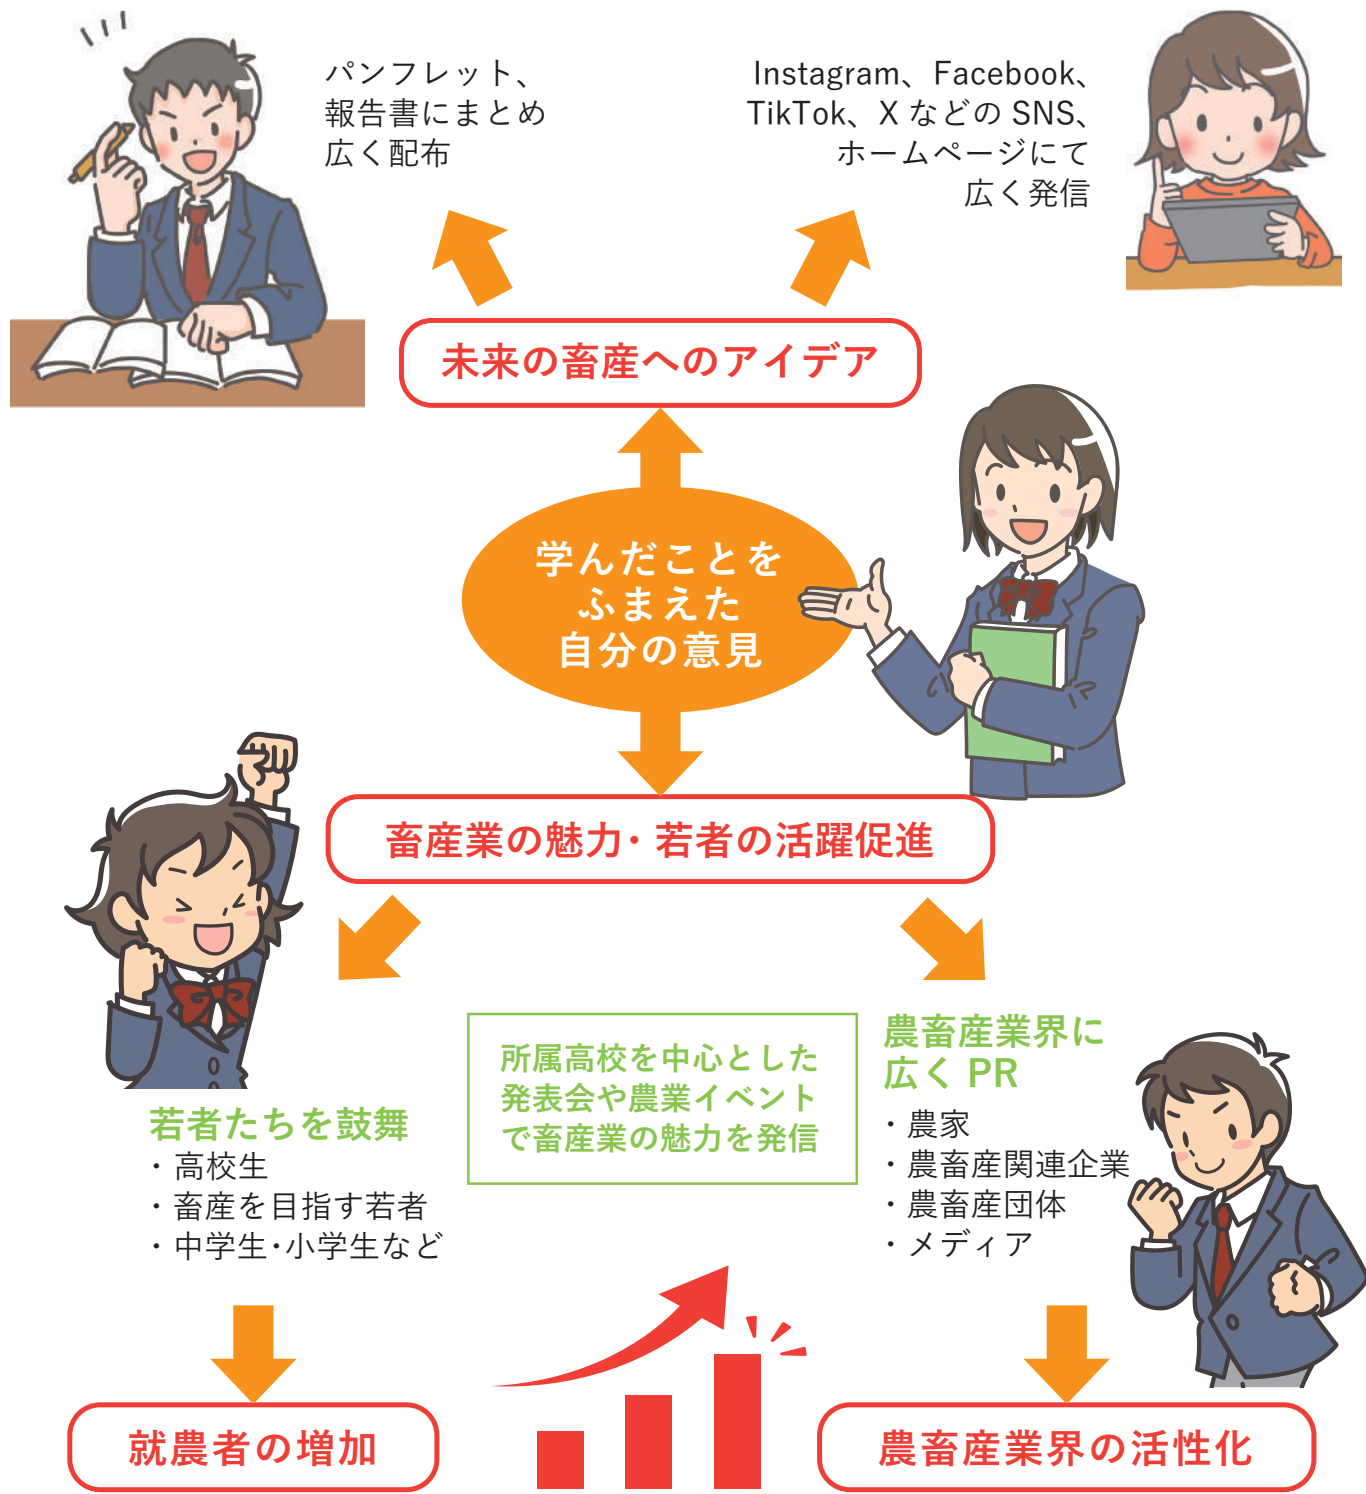 パンフレット、
報告書にまとめ
広く配布
Instagram、Facebook、
TikTok、X などの SNS、
ホームページにて
広く発信
未来の畜産へのアイデア
学んだことを
ふまえた
自分の意見
畜産業の魅力・若者の活躍促進
若者たちを鼓舞
・高校生
・畜産を目指す若者
・中学生・小学生など
所属高校を中心とした
発表会や農業イベント
で畜産業の魅力を発信
農畜産業界に
広く PR
・農家
・農畜産関連企業
・農畜産団体
・メディア
就農者の増加
農畜産業界の活性化